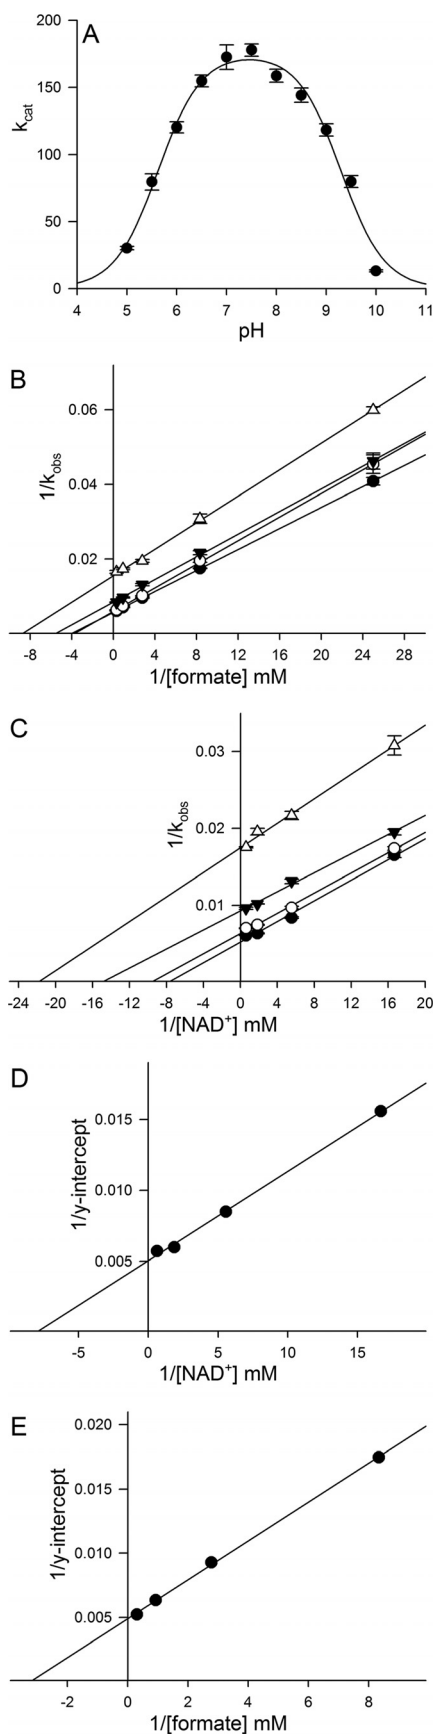 A
200
150
100
50
0
k_cat
4 5 6 7 8 9 10 11
pH
B
0.06
0.04
0.02
1/k_obs
-8 -4 0 4 8 12 16 20 24 28
1/[formate] mM
C
0.03
0.02
0.01
1/k_obs
-24 -20 -16 -12 -8 -4 0 4 8 12 16 20
1/[NAD⁺] mM
D
0.015
0.010
0.005
1/y-intercept
-5 0 5 10 15
1/[NAD⁺] mM
E
0.020
0.015
0.010
0.005
1/y-intercept
-2 0 2 4 6 8
1/[formate] mM